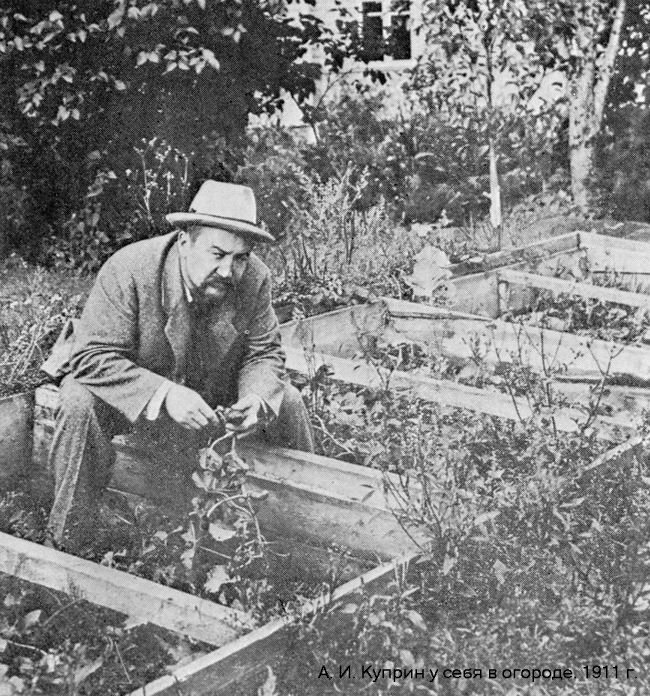 А. И. Куприн у себя в огороде, 1911 г.